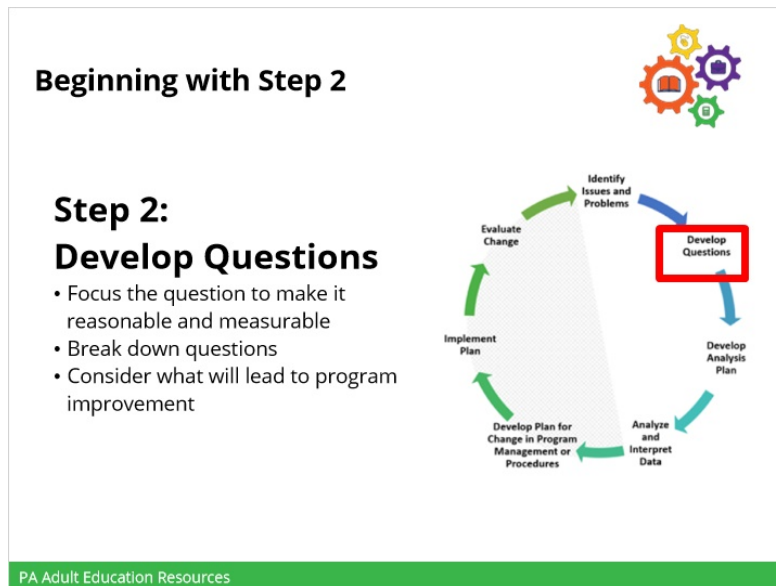 Beginning with Step 2
Step 2:
Develop Questions
• Focus the question to make it
reasonable and measurable
• Break down questions
• Consider what will lead to program
improvement
Identify
Issues and
Problems
Develop
Questions
Develop
Analysis
Plan
Analyze
and
Interpret
Data
Develop Plan for
Change in Program
Management or
Procedures
Implement
Plan
Evaluate
Change
PA Adult Education Resources